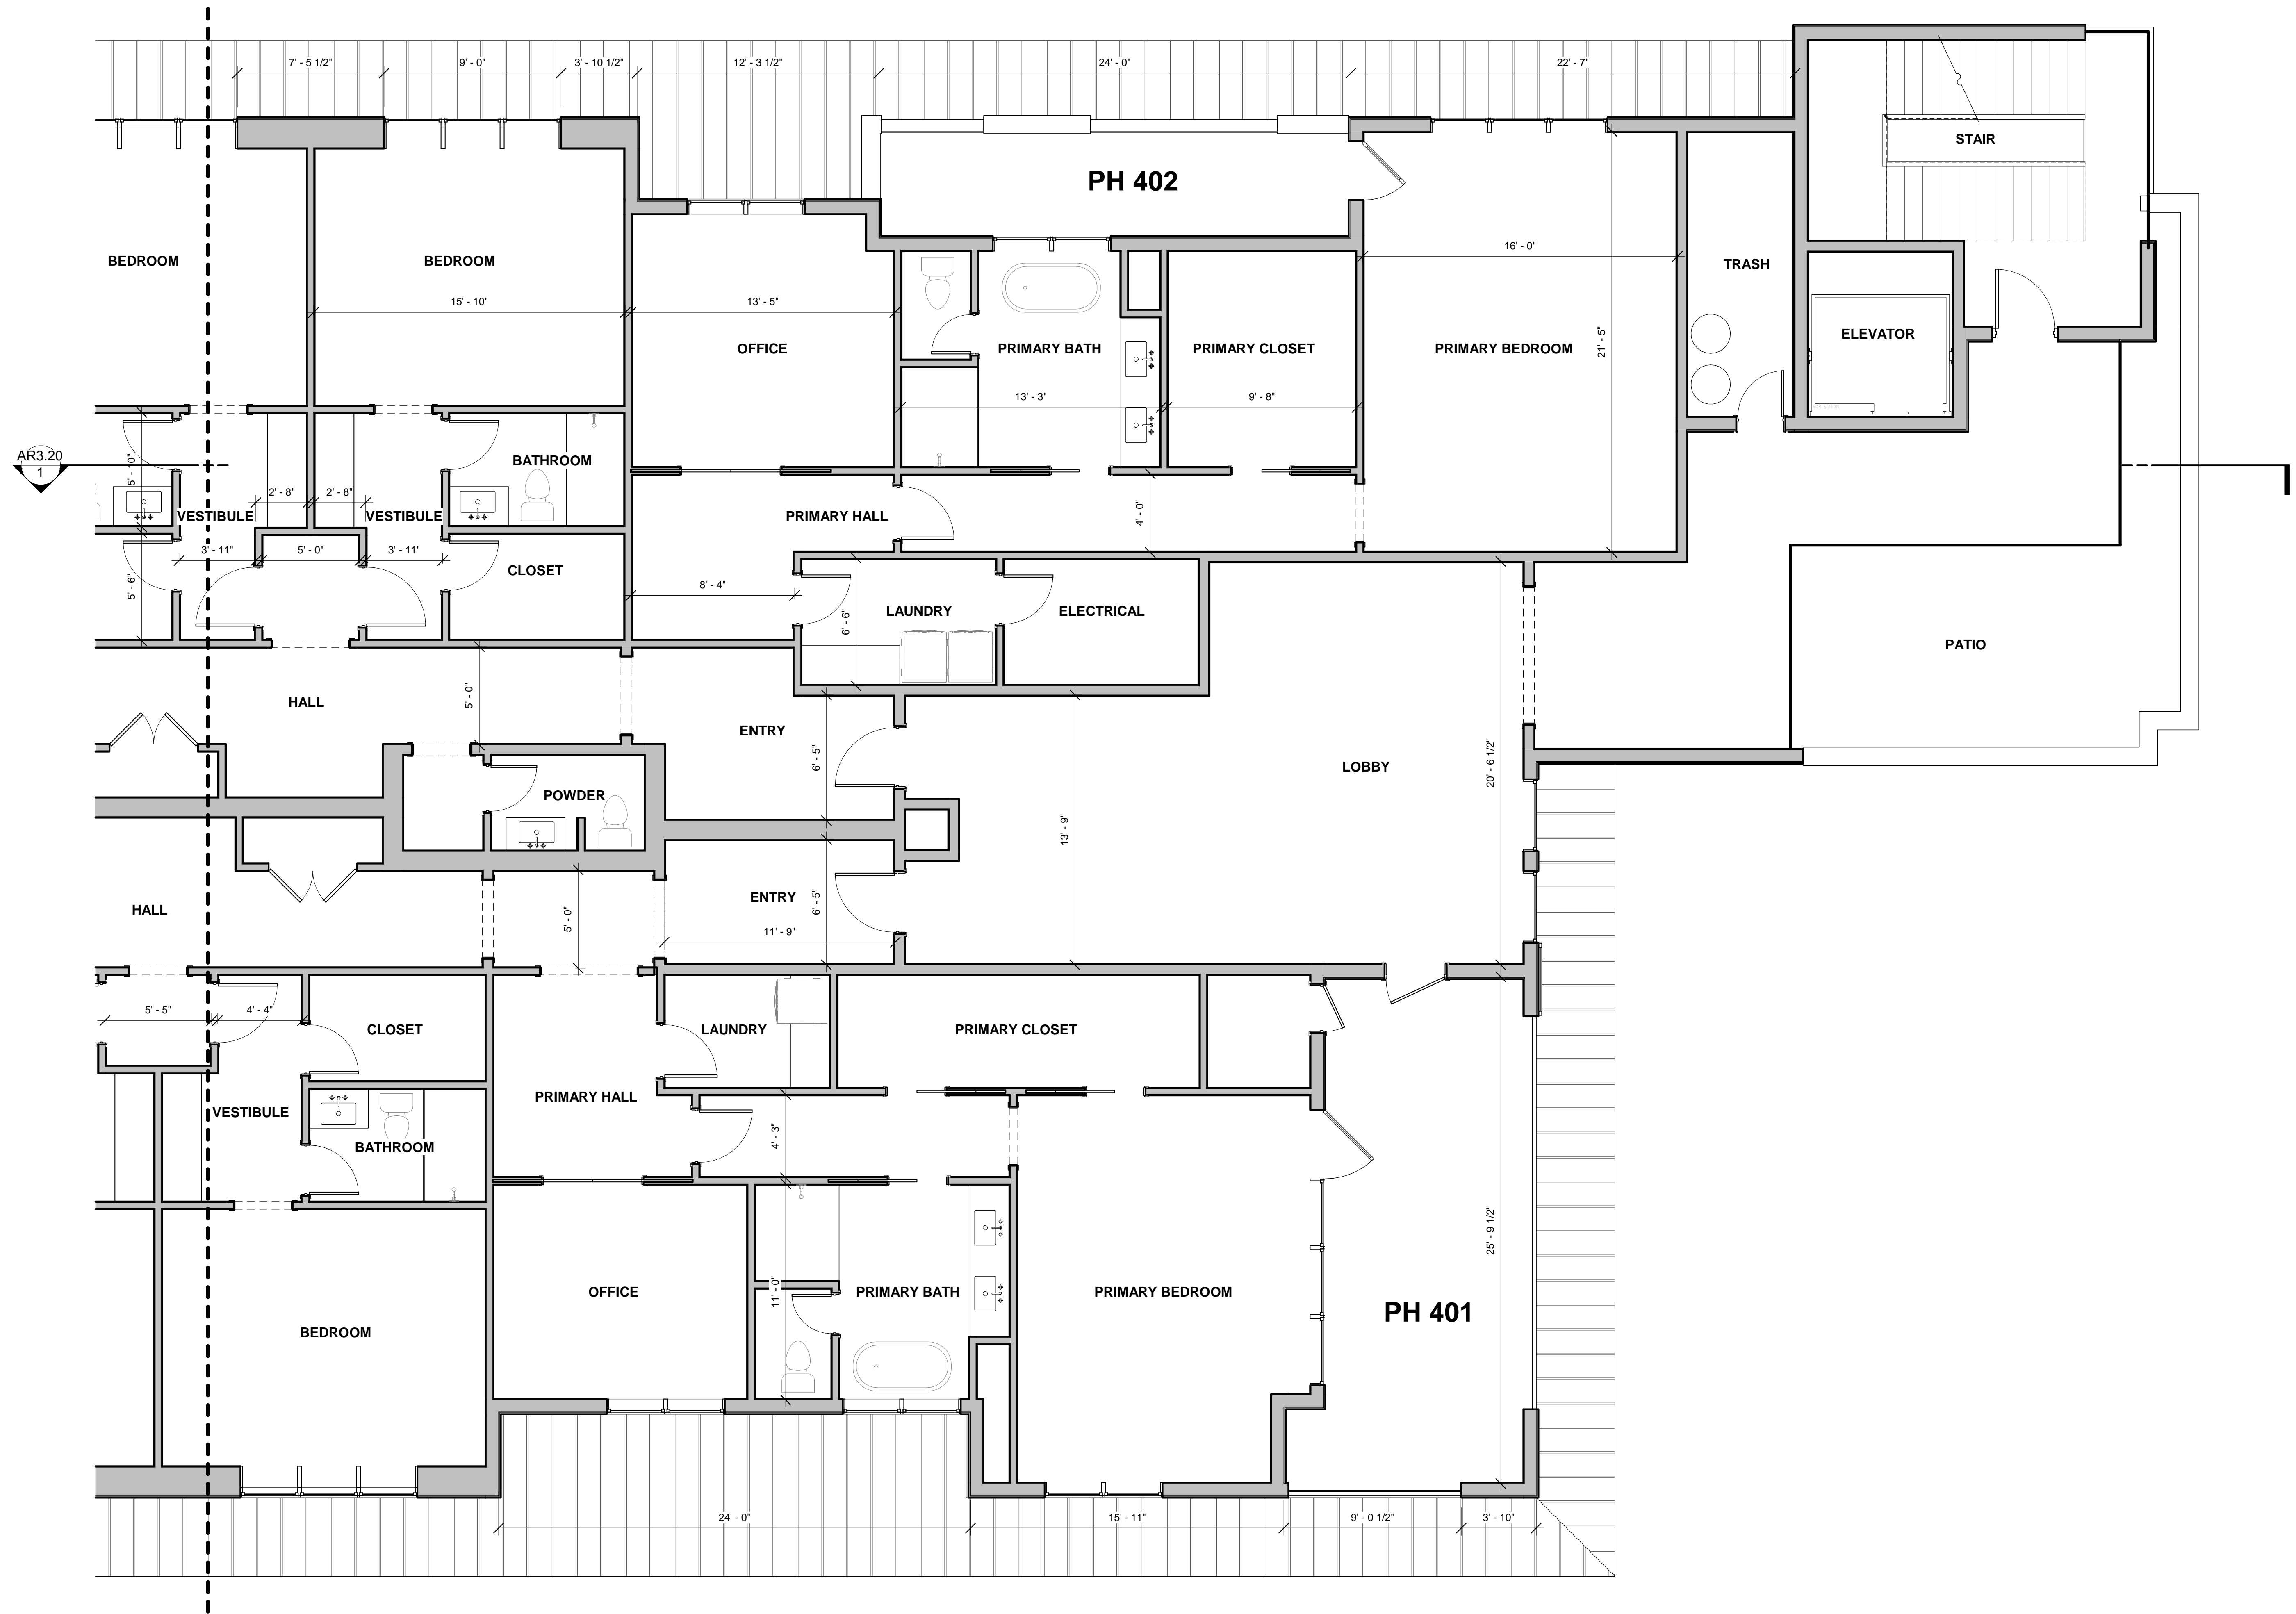 7' - 5 1/2"
9' - 0"
3' - 10 1/2"
12' - 3 1/2"
24' - 0"
22' - 7"
STAIR
PH 402
BEDROOM
BEDROOM
16' - 0"
TRASH
15' - 10"
13' - 5"
ELEVATOR
OFFICE
PRIMARY BATH
PRIMARY CLOSET
PRIMARY BEDROOM
21' - 5"
13' - 3"
9' - 8"
AR3.20
1
5' - 10"
BATHROOM
2' - 8"
2' - 8"
VESTIBULE
VESTIBULE
PRIMARY HALL
4' - 0"
3' - 11"
5' - 0"
3' - 11"
CLOSET
5' - 6"
8' - 4"
6' - 6"
LAUNDRY
ELECTRICAL
PATIO
HALL
5' - 0"
ENTRY
6' - 5"
LOBBY
20' - 6 1/2"
POWDER
13' - 9"
HALL
5' - 0"
ENTRY
6' - 5"
11' - 9"
5' - 5"
4' - 4"
CLOSET
LAUNDRY
PRIMARY CLOSET
VESTIBULE
PRIMARY HALL
BATHROOM
4' - 3"
25' - 9 1/2"
OFFICE
11' - 0"
PRIMARY BATH
PRIMARY BEDROOM
PH 401
BEDROOM
24' - 0"
15' - 11"
9' - 0 1/2"
3' - 10"